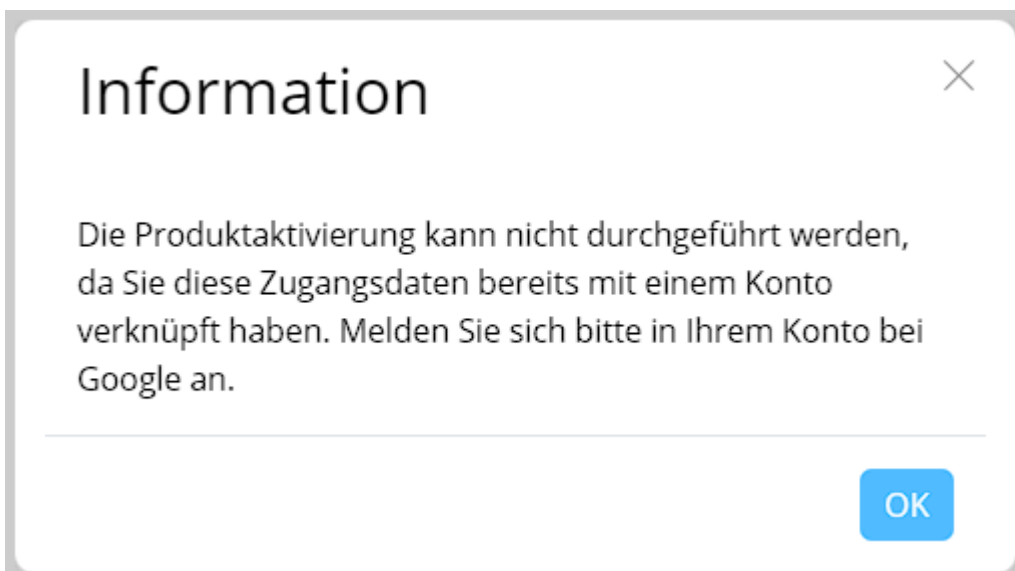 Information
Die Produktaktivierung kann nicht durchgeführt werden,
da Sie diese Zugangsdaten bereits mit einem Konto
verknüpft haben. Melden Sie sich bitte in Ihrem Konto bei
Google an.
OK